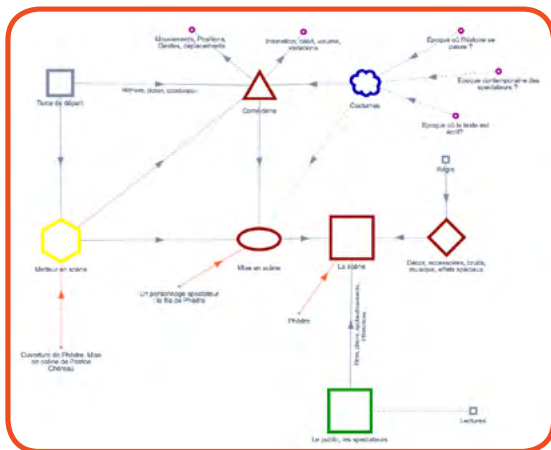 Mouvements, Positions,
Gestes, déplacements
Intonation, débit, volume,
variations
Epoque où l'histoire se
passe ?
Epoque contemporaine des
spectateurs ?
Epoque où le texte est
écrit?
Texte de départ
Comédiens
Costumes
Régie
Metteur en scène
Mise en scène
La scène
Décor, accessoires, bruits,
musique, effets spéciaux
Un personnage spectateur
: le fils de Phèdre
Phèdre
Ouverture de Phèdre. Mise
en scène de Patrice
Chéreau
Le public, les spectateurs
Lectures